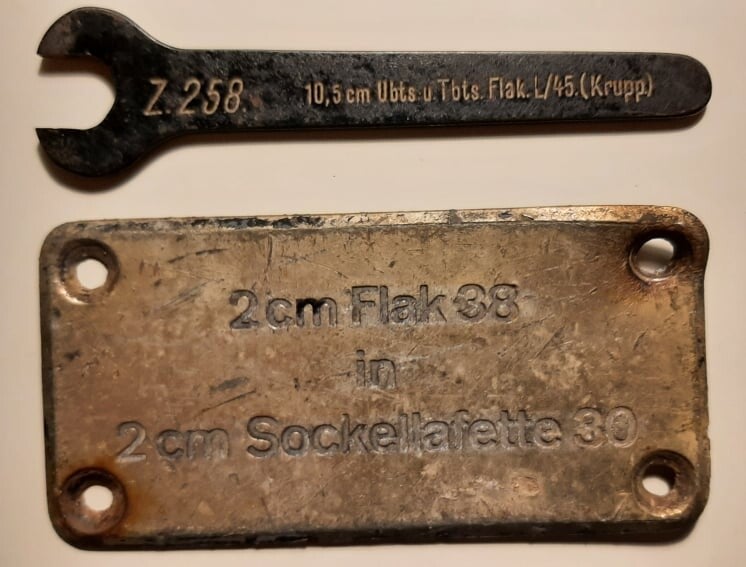 Z. 258. 10,5 cm Ubts. u. Tbts. Flak. L/45. (Krupp.)
2 cm Flak 38
in
2 cm Sockellafette 30